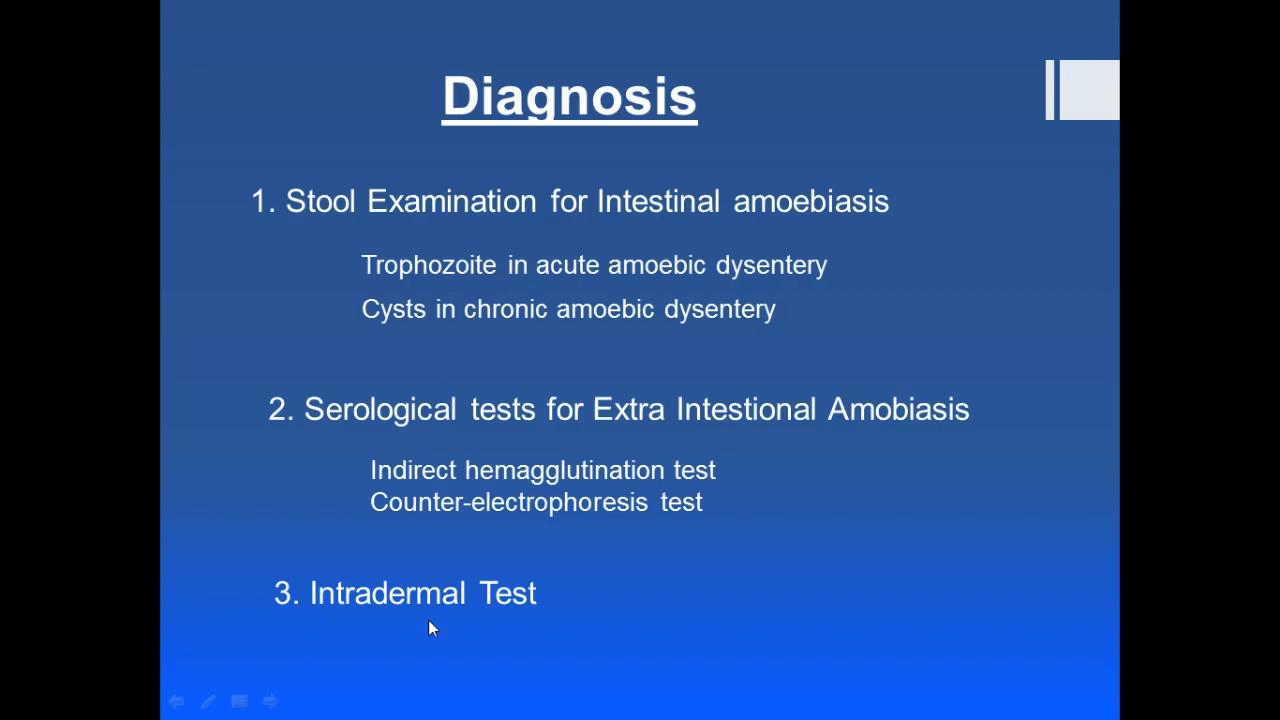 Diagnosis
1. Stool Examination for Intestinal amoebiasis
Trophozoite in acute amoebic dysentery
Cysts in chronic amoebic dysentery
2. Serological tests for Extra Intestional Amobiasis
Indirect hemagglutination test
Counter-electrophoresis test
3. Intradermal Test